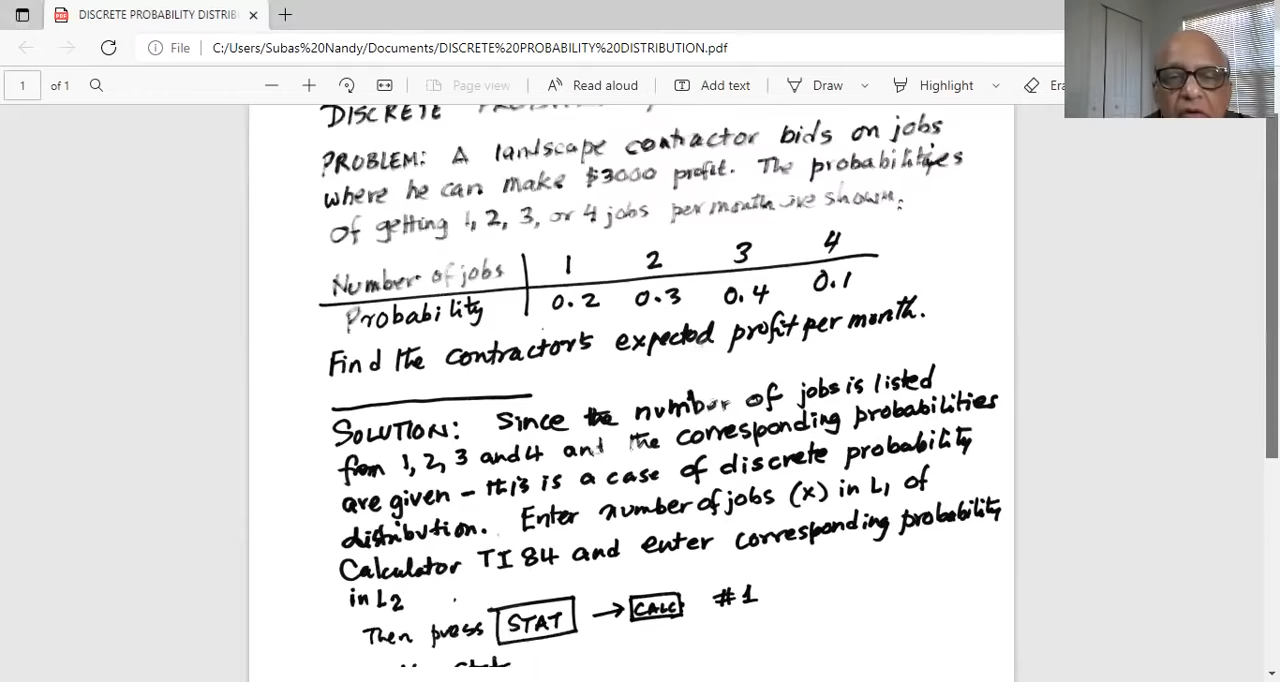 DISCRETE PROBABILITY DISTRIB
File C:/Users/Subas%20Nandy/Documents/DISCRETE%20PROBABILITY%20DISTRIBUTION.pdf
1 of 1 Page view Read aloud Add text Draw Highlight Era
DISCRETE
PROBLEM: A landscape contractor bids on jobs
where he can make $3000 profit. The probabilities
of getting 1, 2, 3, or 4 jobs per month are shown:
Number of jobs 1 2 3 4
Probability 0.2 0.3 0.4 0.1
Find the contractor's expected profit per month.
SOLUTION: Since the number of jobs is listed
from 1, 2, 3 and 4 and the corresponding probabilities
are given - this is a case of discrete probability
distribution. Enter number of jobs (x) in L1 of
Calculator TI 84 and enter corresponding probability
in L2
Then press STAT → CALC #1